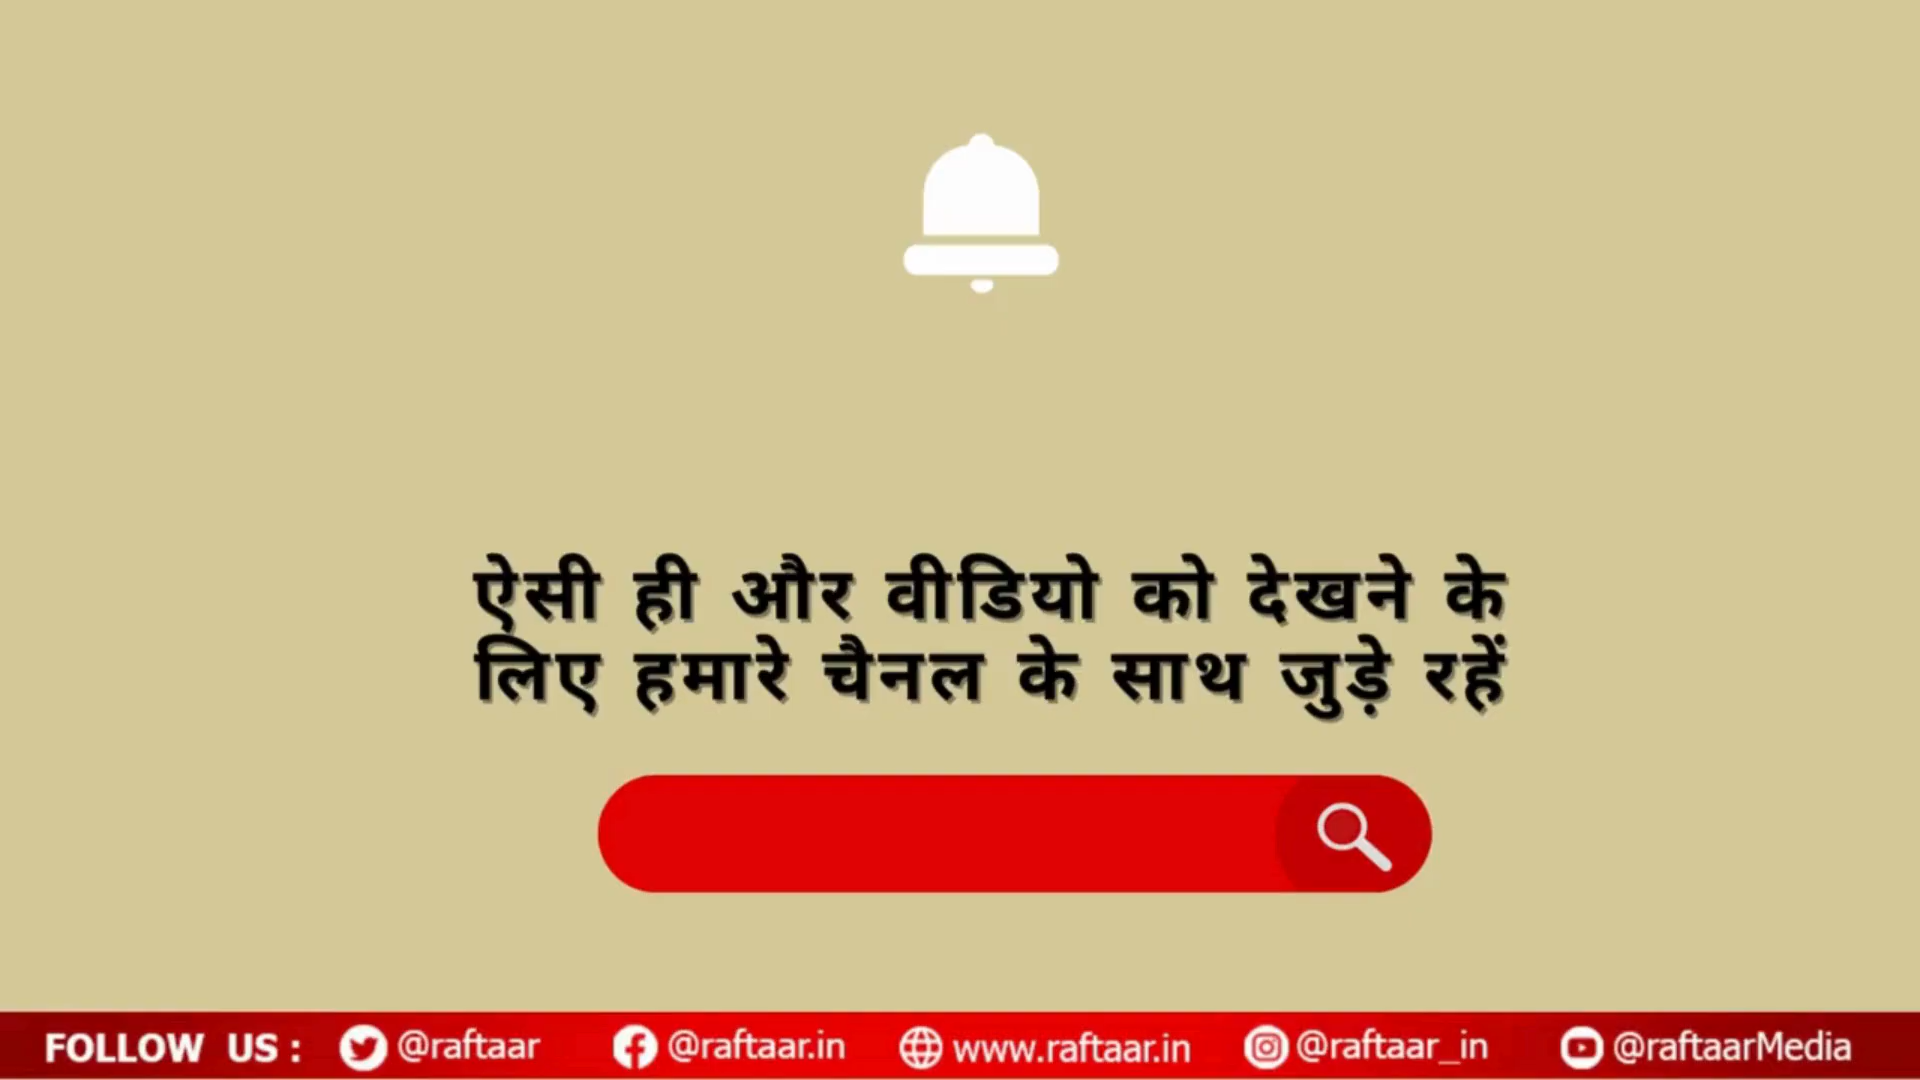 ऐसी ही और वीडियो को देखने के
लिए हमारे चैनल के साथ जुड़े रहें
FOLLOW US : @raftaar @raftaar.in www.raftaar.in @raftaar_in @raftaarMedia